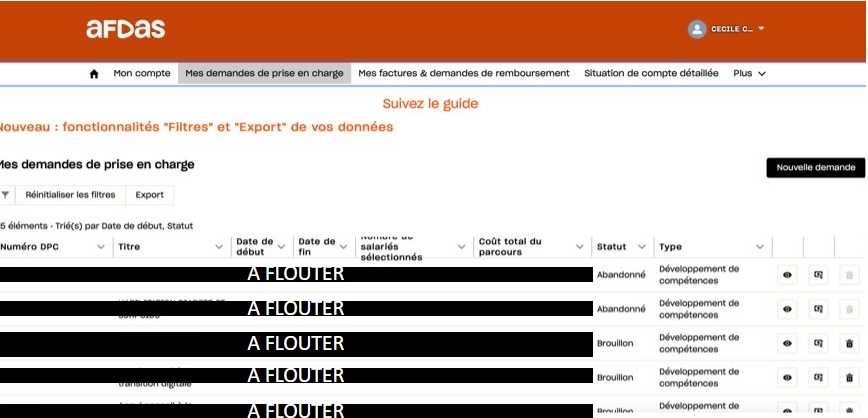 afdas
CECILE C...
Mon compte Mes demandes de prise en charge Mes factures & demandes de remboursement Situation de compte détaillée Plus
Suivez le guide
Nouveau : fonctionnalités "Filtres" et "Export" de vos données
Mes demandes de prise en charge
Nouvelle demande
Réinitialiser les filtres Export
5 éléments • Trié(s) par Date de début, Statut
Numéro DPC Titre Date de début Date de fin Nombre de salariés sélectionnés Coût total du parcours Statut Type
A FLOUTER Abandonné Développement de compétences
A FLOUTER Abandonné Développement de compétences
A FLOUTER Brouillon Développement de compétences
A FLOUTER Brouillon Développement de compétences
transition digitale
A FLOUTER Brouillon Développement de compétences